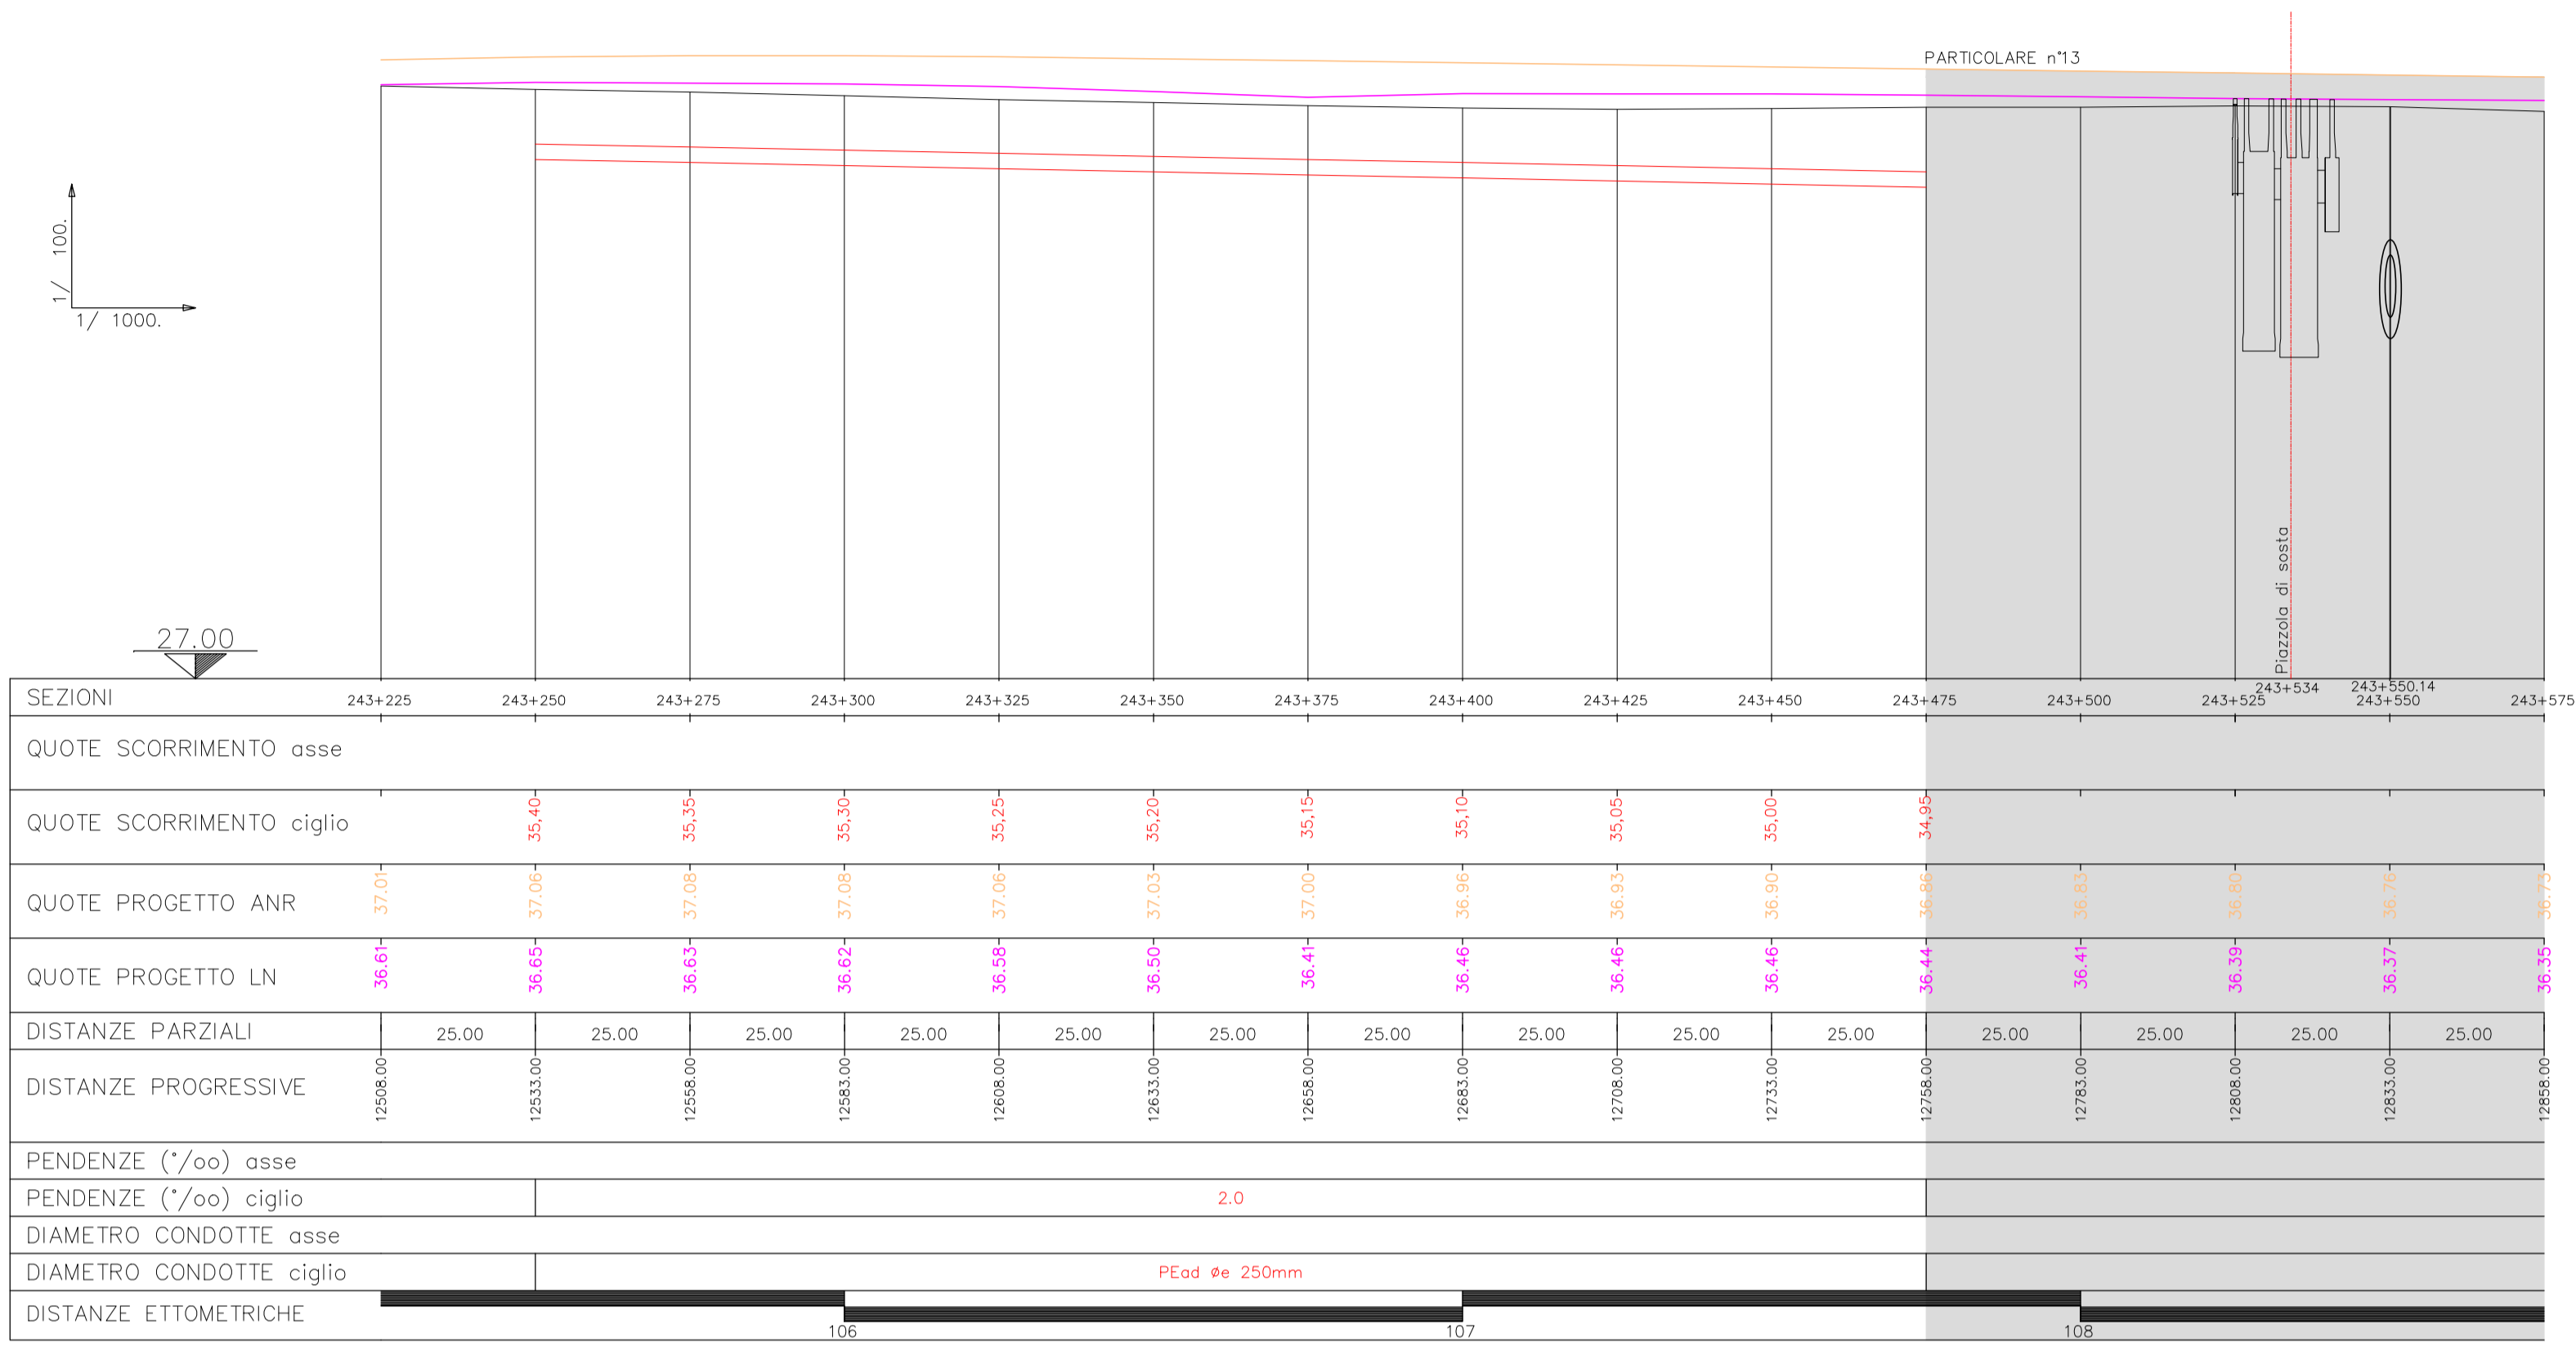 PARTICOLARE n°13
1/ 100.
1/ 1000.
27.00
Piazzola di sosta
SEZIONI 243+225 243+250 243+275 243+300 243+325 243+350 243+375 243+400 243+425 243+450 243+475 243+500 243+525 243+534 243+550.14 243+550 243+575
QUOTE SCORRIMENTO asse
QUOTE SCORRIMENTO ciglio 35,40 35,35 35,30 35,25 35,20 35,15 35,10 35,05 35,00 34,95
QUOTE PROGETTO ANR 37.01 37.06 37.08 37.08 37.06 37.03 37.00 36.96 36.93 36.90 36.86 36.83 36.80 36.76 36.73
QUOTE PROGETTO LN 36.61 36.65 36.63 36.62 36.58 36.50 36.41 36.46 36.46 36.46 36.44 36.41 36.39 36.37 36.35
DISTANZE PARZIALI 25.00 25.00 25.00 25.00 25.00 25.00 25.00 25.00 25.00 25.00 25.00 25.00 25.00 25.00
DISTANZE PROGRESSIVE 12508.00 12533.00 12558.00 12583.00 12608.00 12633.00 12658.00 12683.00 12708.00 12733.00 12758.00 12783.00 12808.00 12833.00 12858.00
PENDENZE (°/oo) asse
PENDENZE (°/oo) ciglio 2.0
DIAMETRO CONDOTTE asse
DIAMETRO CONDOTTE ciglio PEad Øe 250mm
DISTANZE ETTOMETRICHE
106 107 108